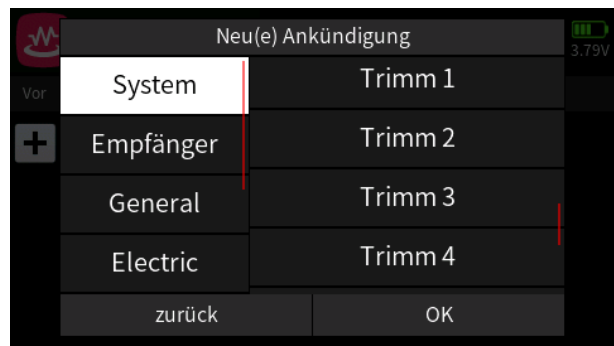 Neu(e) Ankündigung
3.79V
Vor
System
Empfänger
General
Electric
Trimm 1
Trimm 2
Trimm 3
Trimm 4
zurück
OK